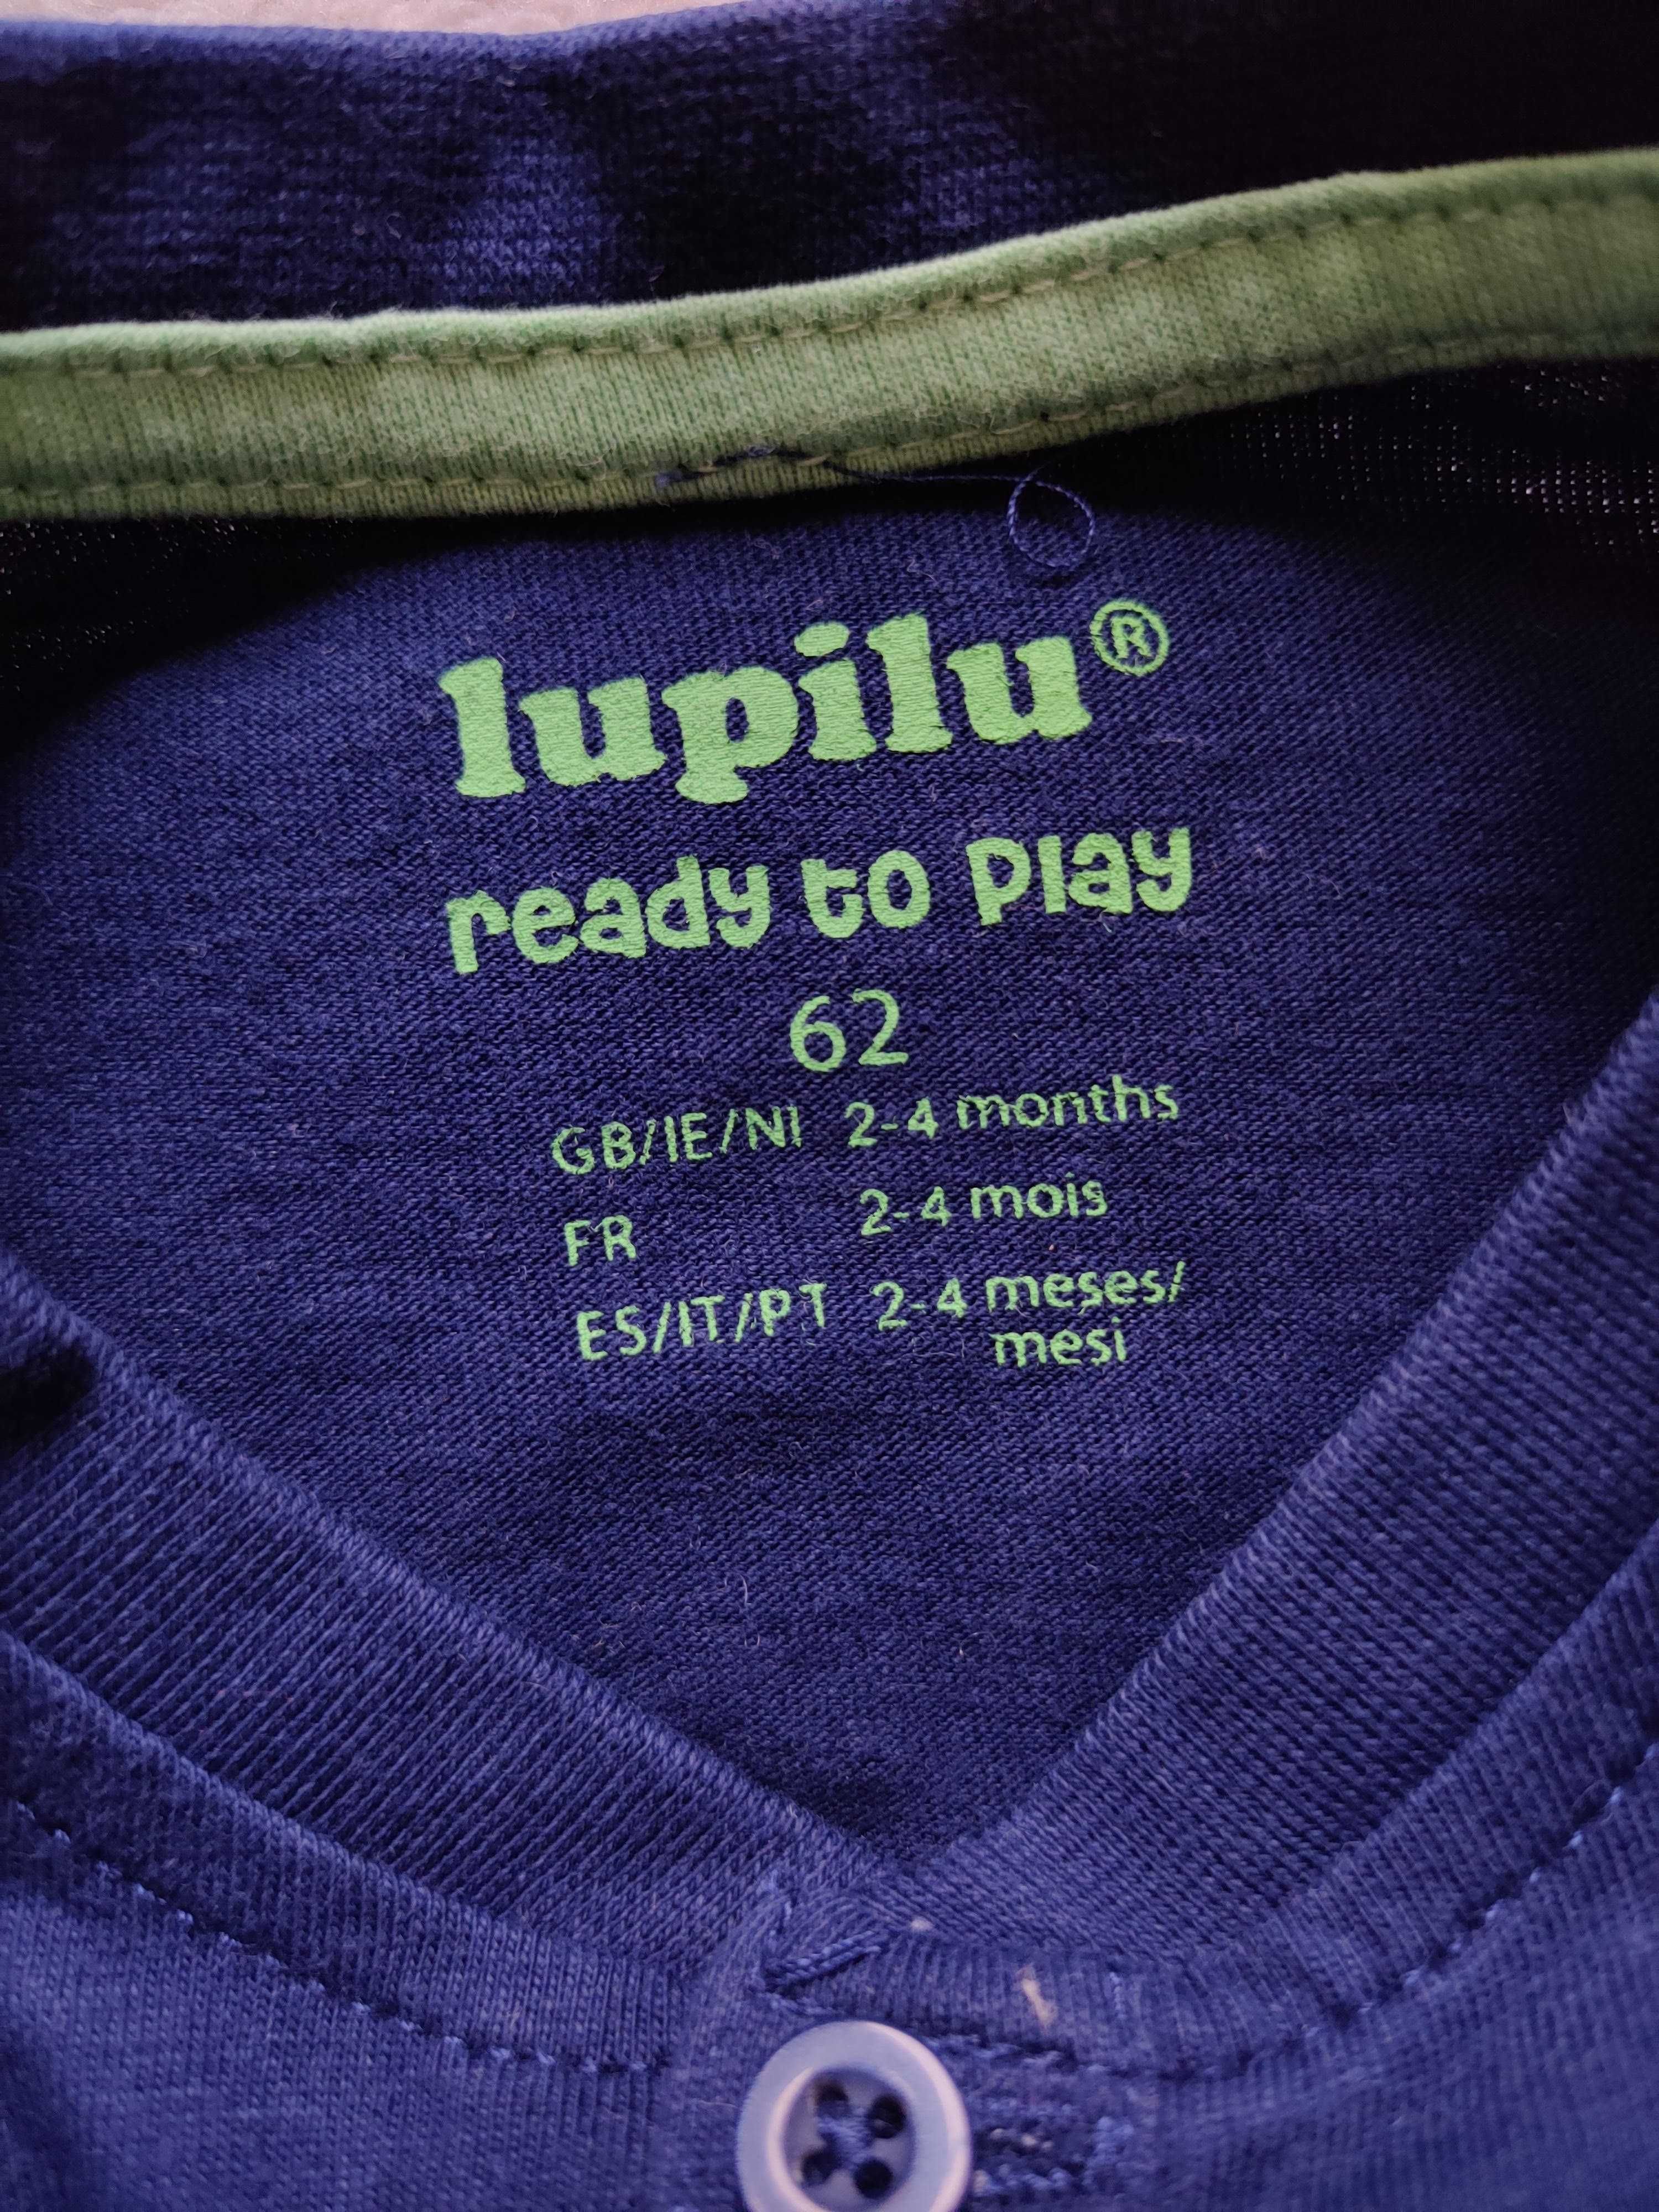 lupilu®
ready to play
62
GB/IE/NI 2-4 months
FR 2-4 mois
ES/IT/PT 2-4 meses/
mesi